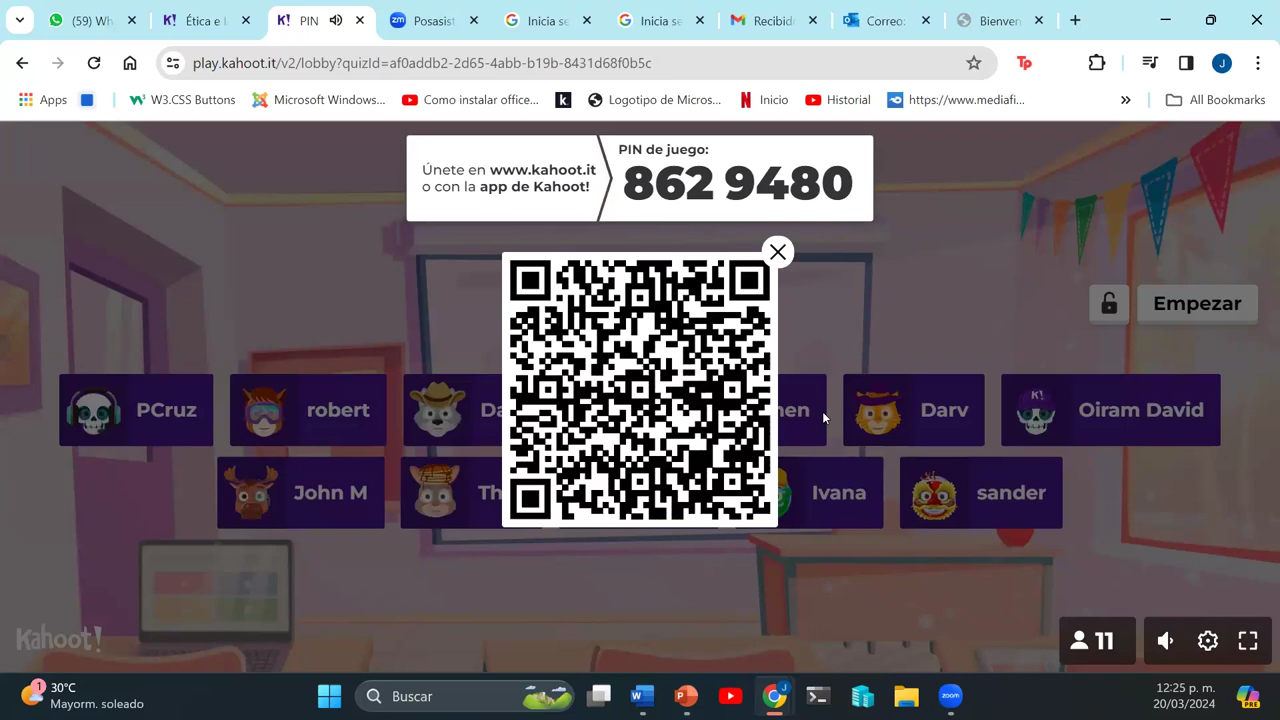 (59) Wh
Ética e l
PIN
Posasist
Inicia se
Inicia se
Recibid
Correo:
Bienven
play.kahoot.it/v2/lobby?quizId=af0addb2-2d65-4abb-b19b-8431d68f0b5c
Apps
W3.CSS Buttons
Microsoft Windows...
Como instalar office...
Logotipo de Micros...
Inicio
Historial
https://www.mediafi...
All Bookmarks
Únete en www.kahoot.it
o con la app de Kahoot!
PIN de juego:
862 9480
Empezar
PCruz
robert
Da
men
Darv
Oiram David
John M
Th
Ivana
sander
Kahoot!
11
30°C
Mayorm. soleado
Buscar
12:25 p. m.
20/03/2024